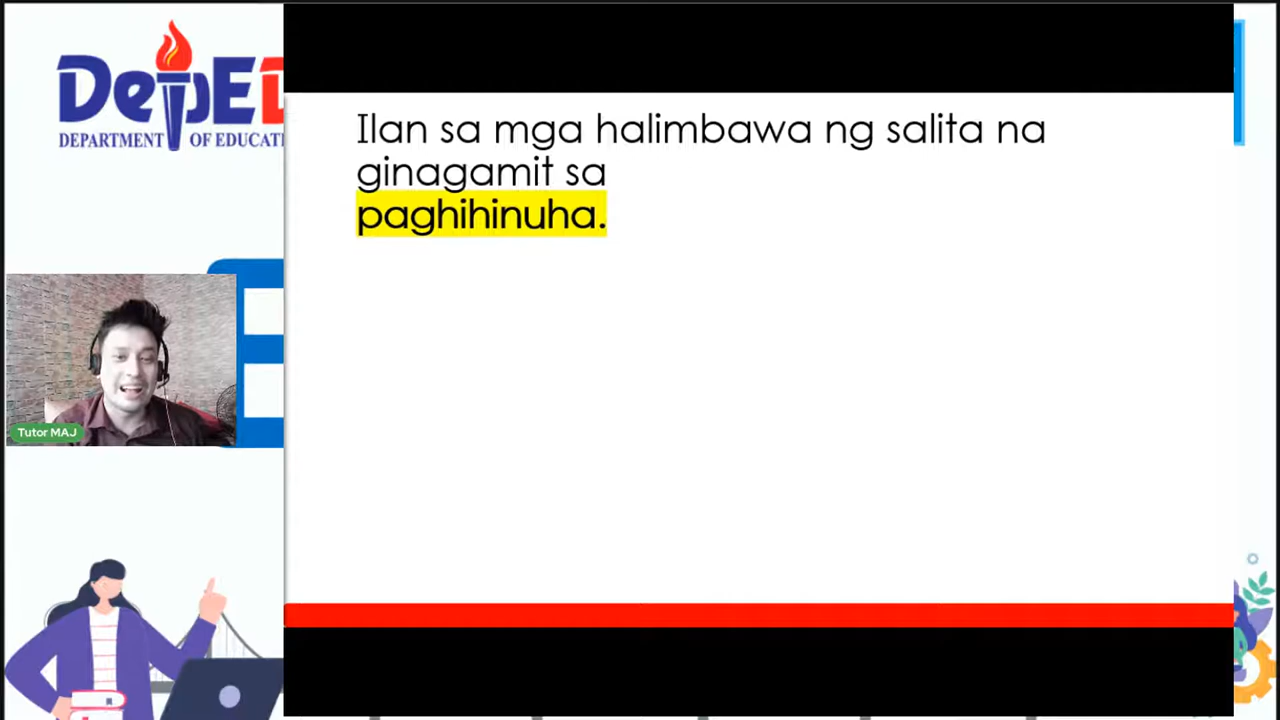 DepED
DEPARTMENT OF EDUCATI
Ilan sa mga halimbawa ng salita na
ginagamit sa
paghihinuha.
Tutor MAJ